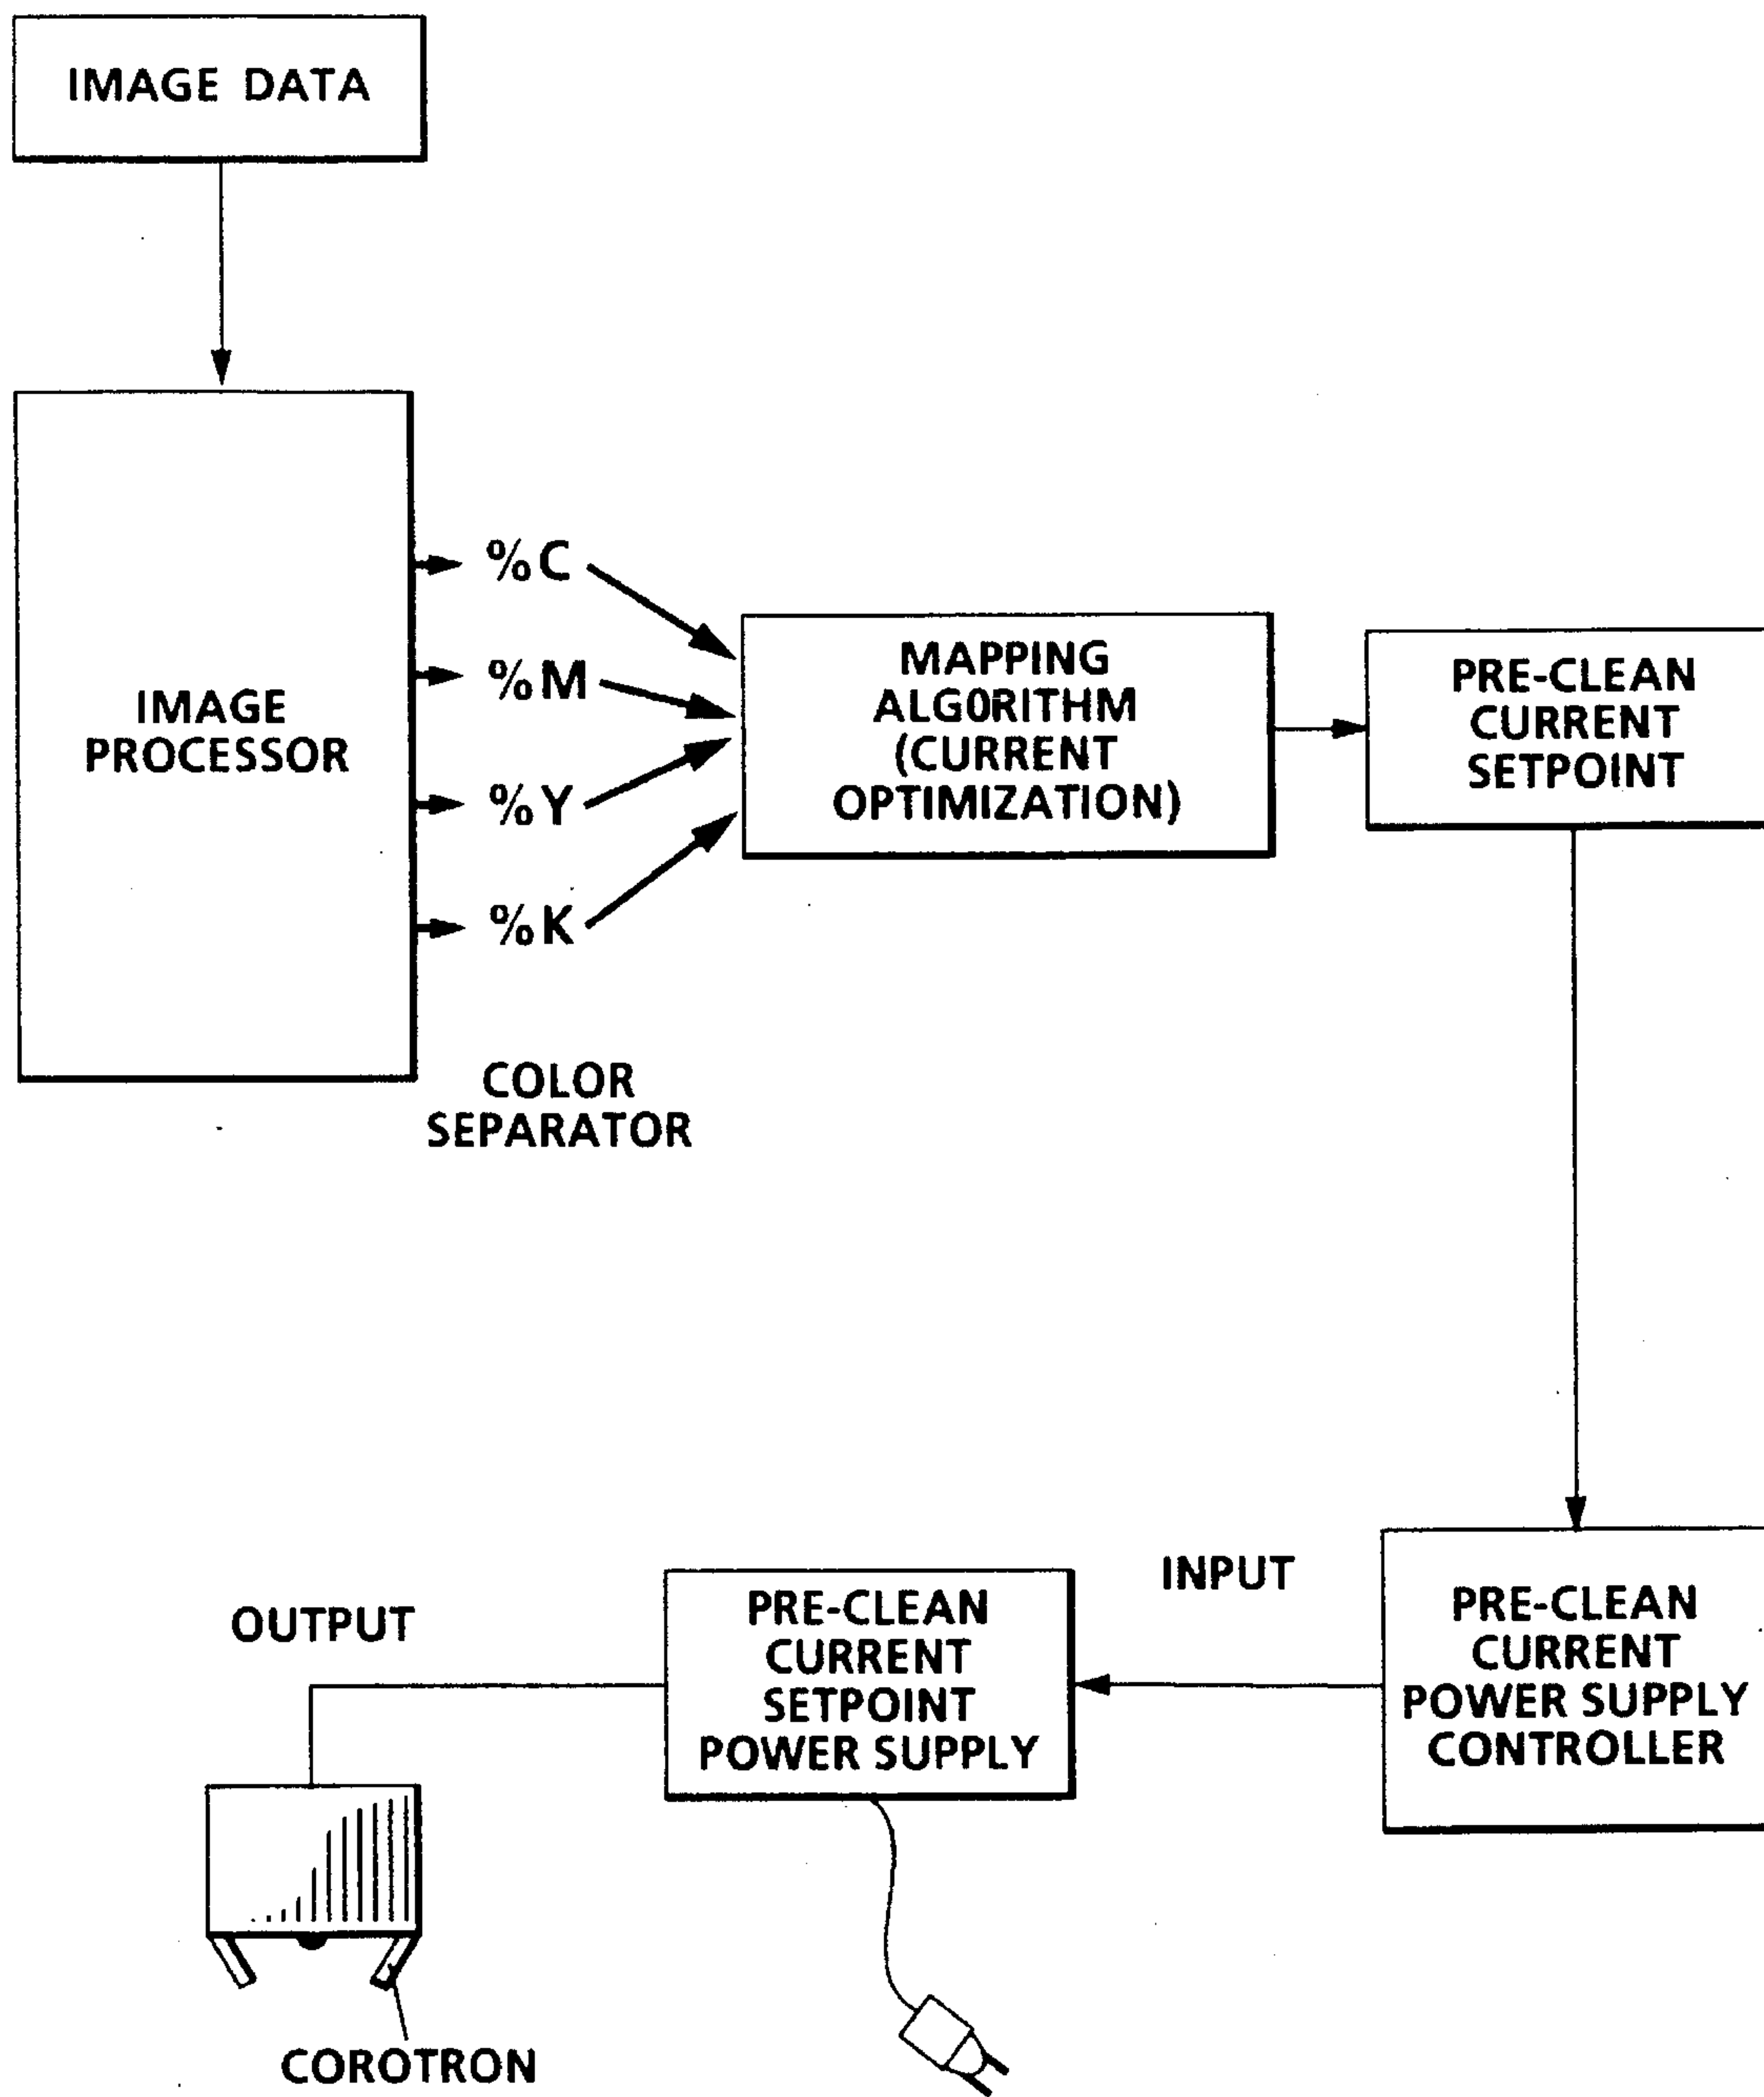 IMAGE DATA
IMAGE
PROCESSOR
%C
%M
%Y
%K
COLOR
SEPARATOR
MAPPING
ALGORITHM
(CURRENT
OPTIMIZATION)
PRE-CLEAN
CURRENT
SETPOINT
PRE-CLEAN
CURRENT
POWER SUPPLY
CONTROLLER
INPUT
PRE-CLEAN
CURRENT
SETPOINT
POWER SUPPLY
OUTPUT
COROTRON